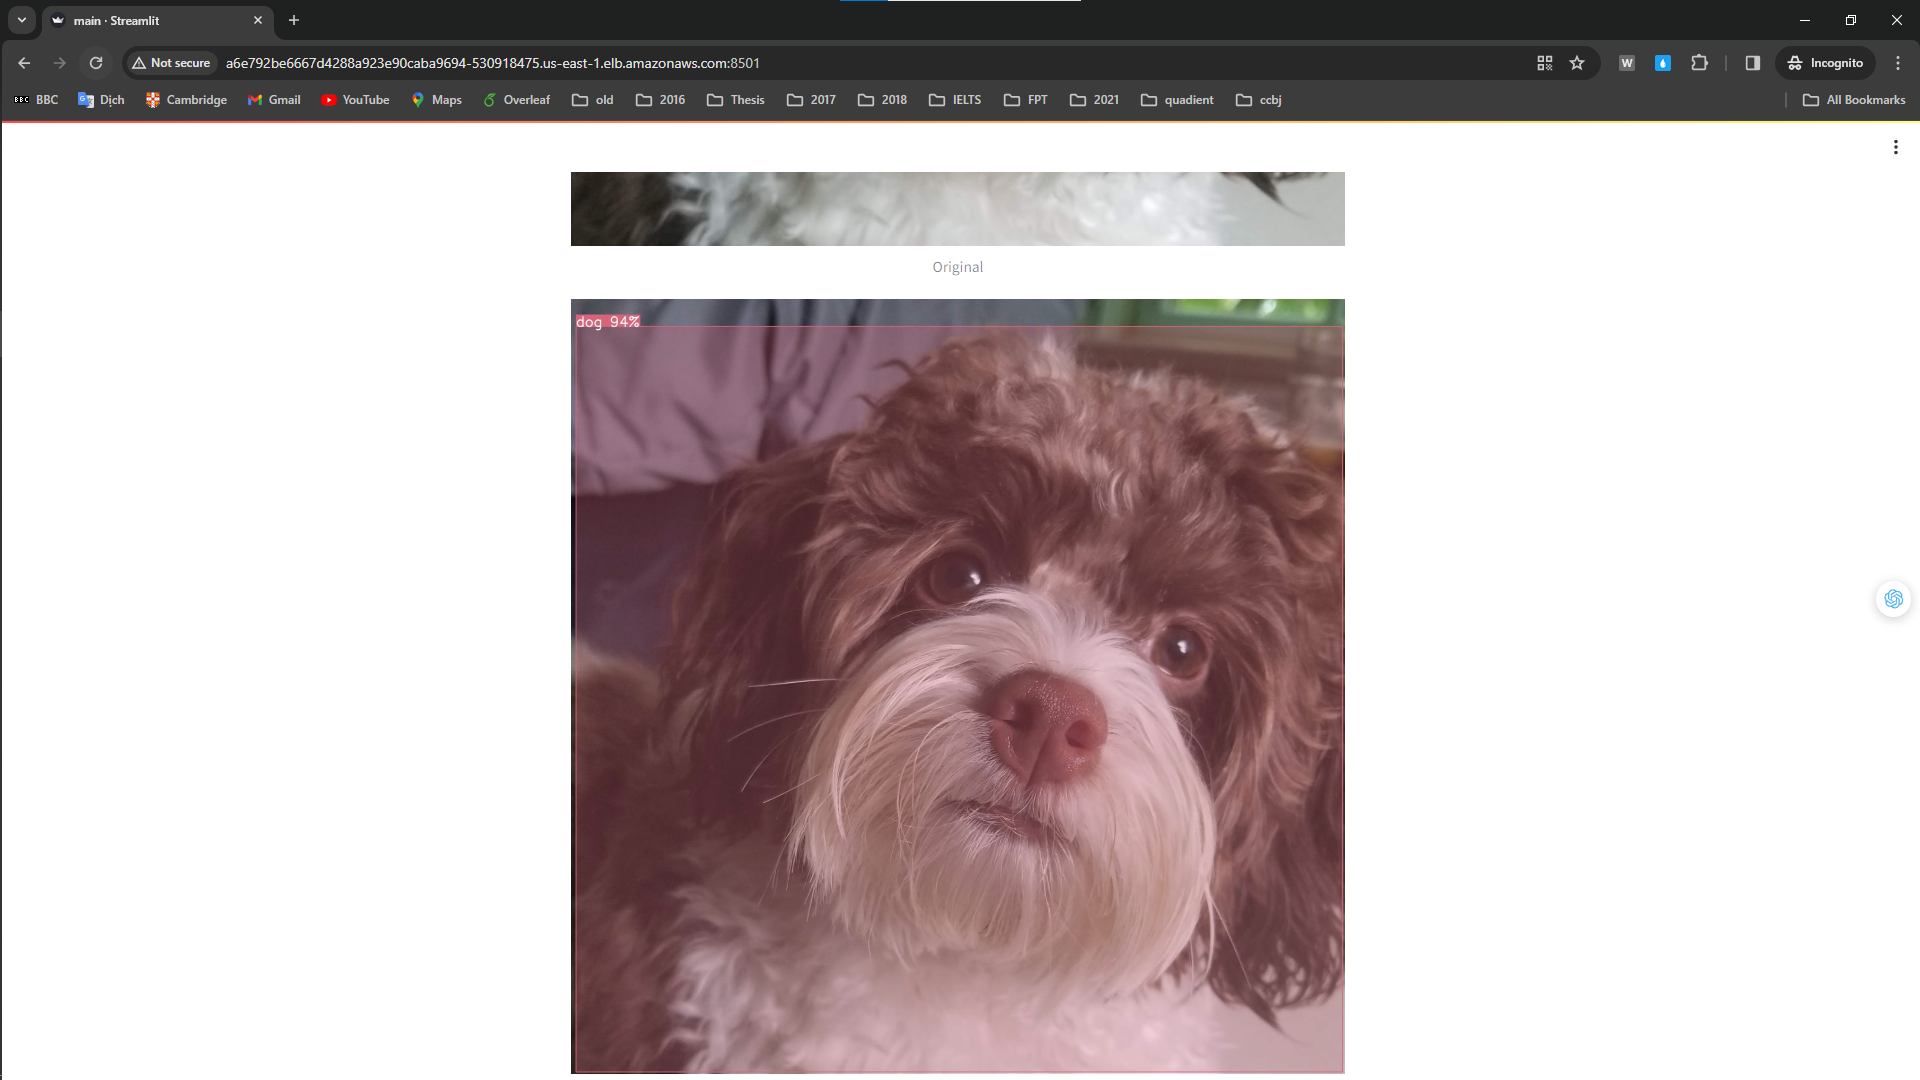 main · Streamlit
Not secure
a6e792be6667d4288a923e90caba9694-530918475.us-east-1.elb.amazonaws.com:8501
W
Incognito
BBC BBC Dịch Cambridge Gmail YouTube Maps Overleaf old 2016 Thesis 2017 2018 IELTS FPT 2021 quadient ccbj All Bookmarks
Original
dog 94%